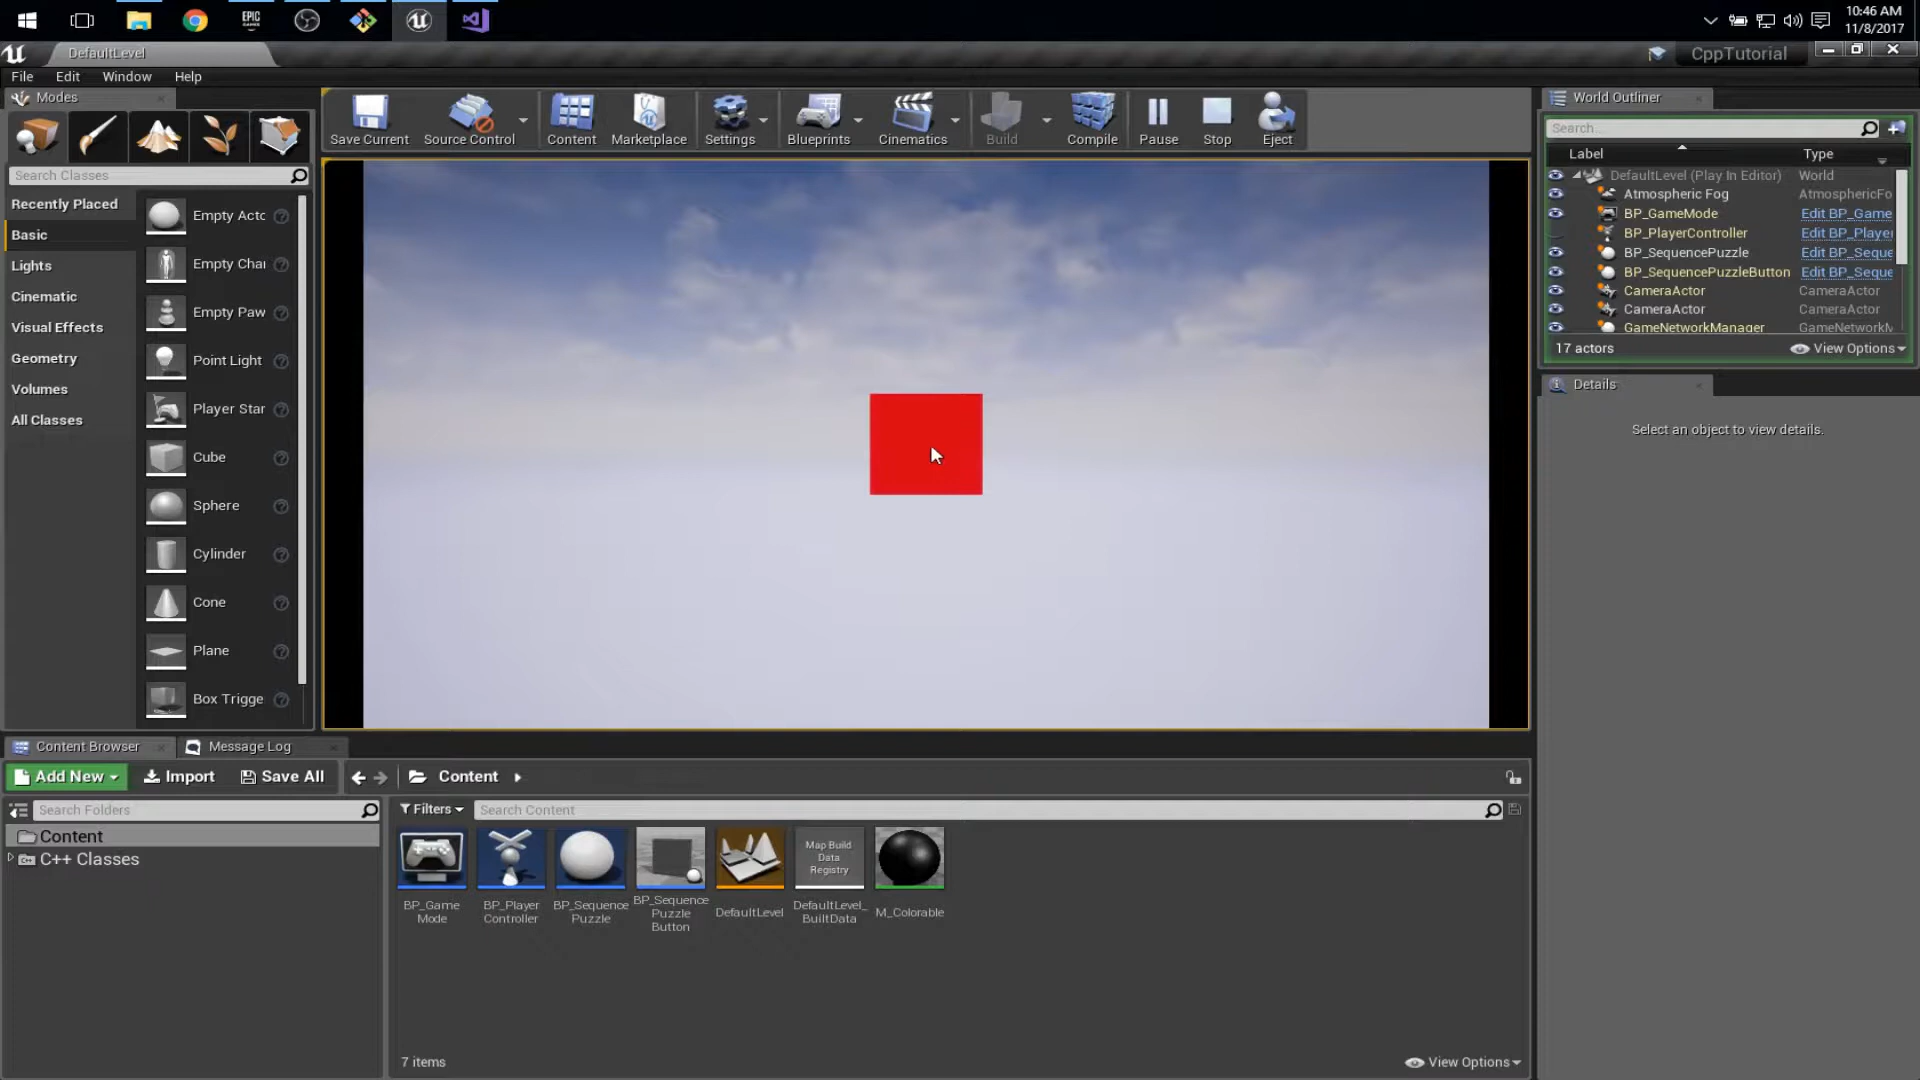 EPIC
GAMES
10:46 AM
11/8/2017
DefaultLevel
CppTutorial
File Edit Window Help
Modes
Save Current
Source Control
Content
Marketplace
Settings
Blueprints
Cinematics
Build
Compile
Pause
Stop
Eject
Search Classes
Recently Placed
Basic
Lights
Cinematic
Visual Effects
Geometry
Volumes
All Classes
Empty Acto
Empty Cha
Empty Paw
Point Light
Player Star
Cube
Sphere
Cylinder
Cone
Plane
Box Trigge
World Outliner
Search...
Label Type
DefaultLevel (Play In Editor) World
Atmospheric Fog AtmosphericFo
BP_GameMode Edit BP_Game
BP_PlayerController Edit BP_Playe
BP_SequencePuzzle Edit BP_Seque
BP_SequencePuzzleButton Edit BP_Seque
CameraActor CameraActor
CameraActor CameraActor
GameNetworkManager GameNetworkM
17 actors View Options
Details
Select an object to view details.
Content Browser Message Log
Add New Import Save All Content
Search Folders
Content
C++ Classes
Filters Search Content
Map Build
Data
Registry
BP_Game
Mode
BP_Player
Controller
BP_Sequence
Puzzle
BP_Sequence
Puzzle
Button
DefaultLevel
DefaultLevel_
BuiltData
M_Colorable
7 items View Options